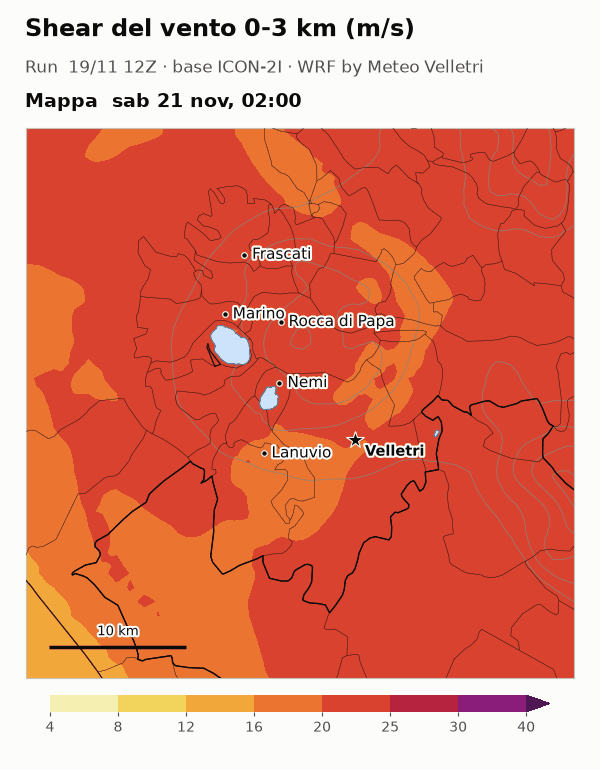 Shear del vento 0-3 km (m/s)
Run  19/11 12Z · base ICON-2I · WRF by Meteo Velletri
Mappa  sab 21 nov, 02:00
Frascati
Marino
Rocca di Papa
Nemi
Velletri
Lanuvio
10 km
4 8 12 16 20 25 30 40